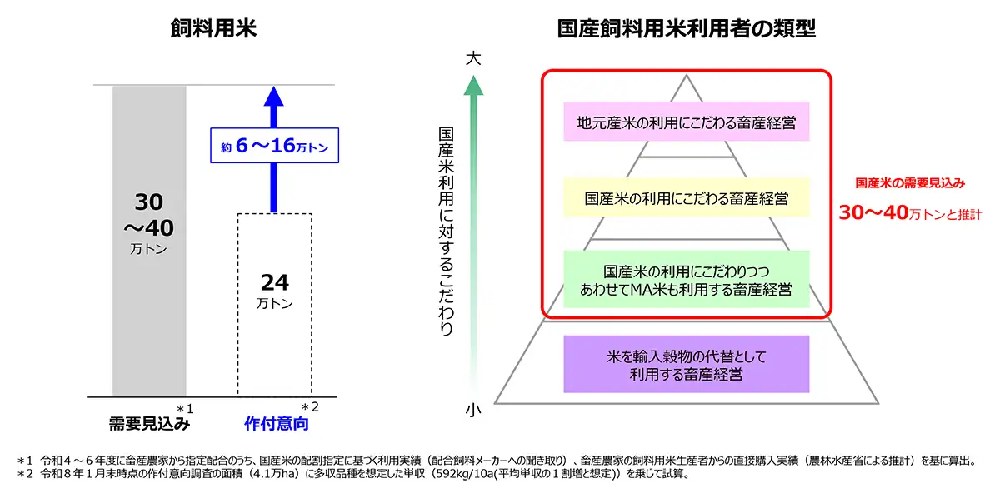 飼料用米
約6～16万トン
30
～40
万トン
24
万トン
*1
*2
需要見込み
作付意向
国産飼料用米利用者の類型
大
国産米利用に対するこだわり
小
地元産米の利用にこだわる畜産経営
国産米の利用にこだわる畜産経営
国産米の利用にこだわりつつ
あわせてMA米も利用する畜産経営
米を輸入穀物の代替として
利用する畜産経営
国産米の需要見込み
30～40万トンと推計
＊1 令和４～６年度に畜産農家から指定配合のうち、国産米の配割指定に基づく利用実績（配合飼料メーカーへの聞き取り）、畜産農家の飼料用米生産者からの直接購入実績（農林水産省による推計）を基に算出。
＊2 令和８年１月末時点の作付意向調査の面積（4.1万ha）に多収品種を想定した単収（592kg/10a(平均単収の１割増と想定)）を乗じて試算。